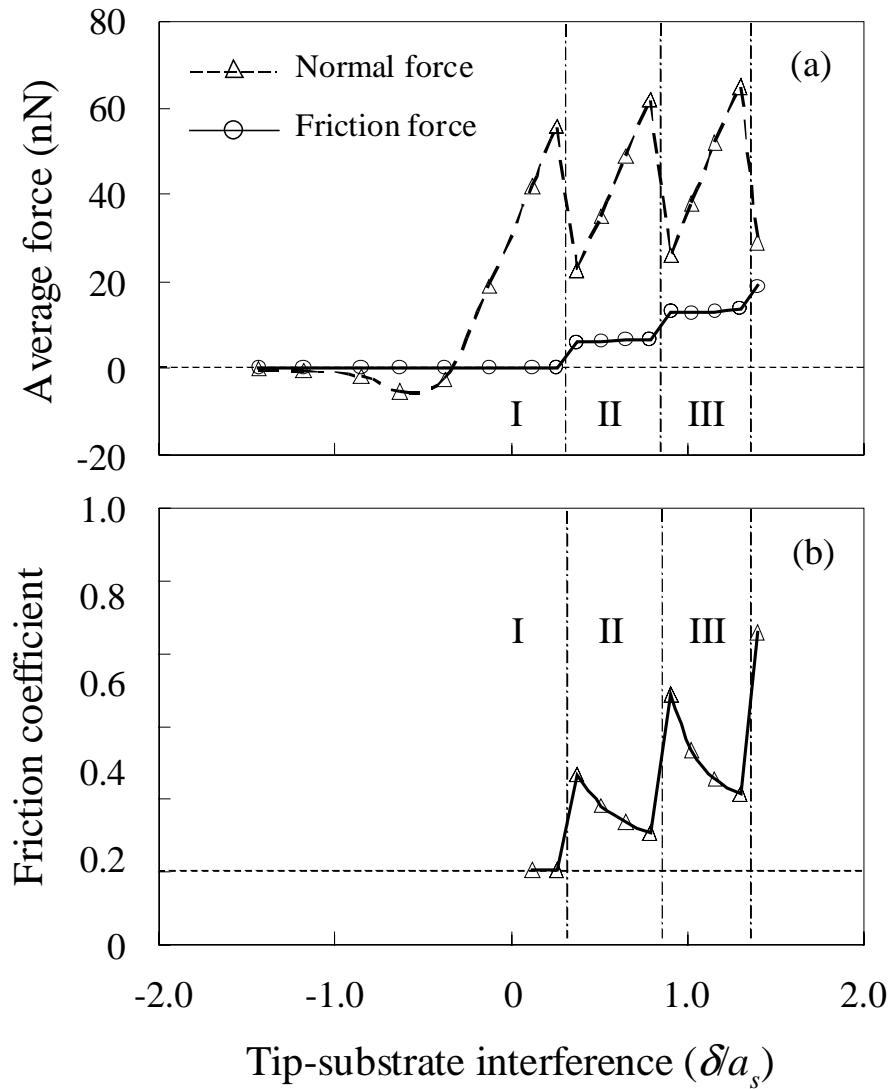 80
60
40
20
0
-20
Average force (nN)
Normal force
Friction force
(a)
I
II
III
1.0
0.8
0.6
0.4
0.2
0
Friction coefficient
(b)
I
II
III
-2.0
-1.0
0
1.0
2.0
Tip-substrate interference (δ/aₛ)